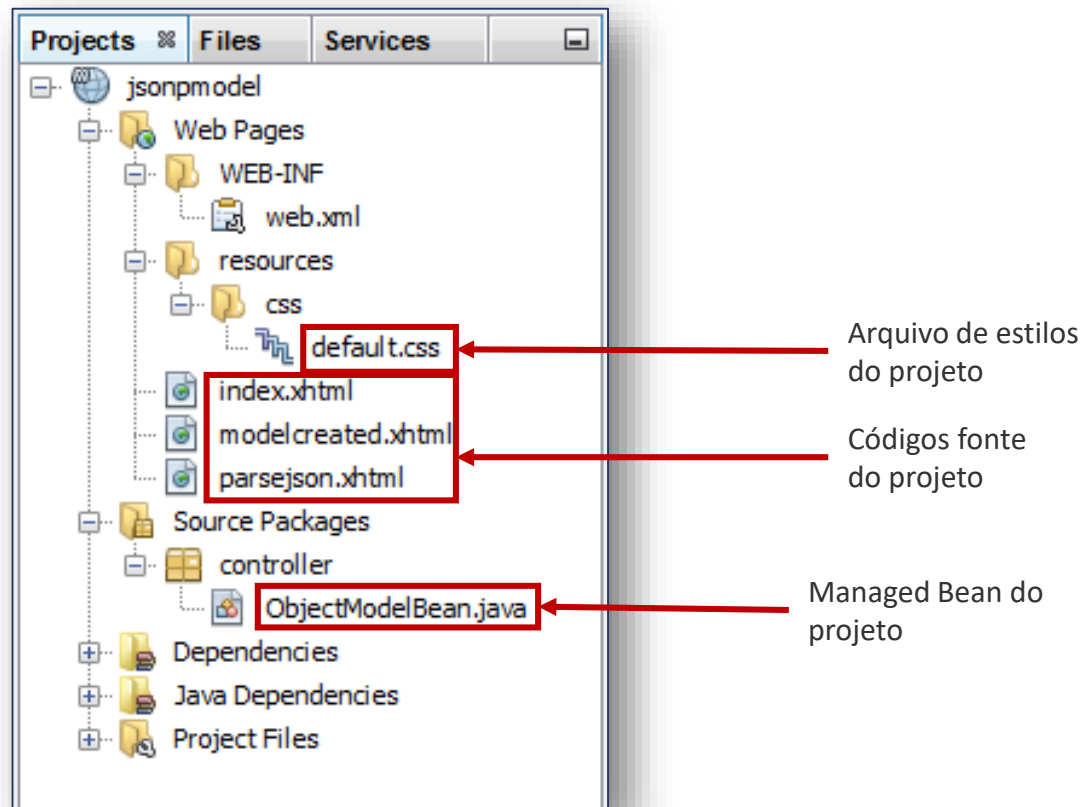 Projects Files Services
jsonpmodel
Web Pages
WEB-INF
web.xml
resources
css
default.css
index.xhtml
modelcreated.xhtml
parsejson.xhtml
Source Packages
controller
ObjectModelBean.java
Dependencies
Java Dependencies
Project Files
Arquivo de estilos
do projeto
Códigos fonte
do projeto
Managed Bean do
projeto